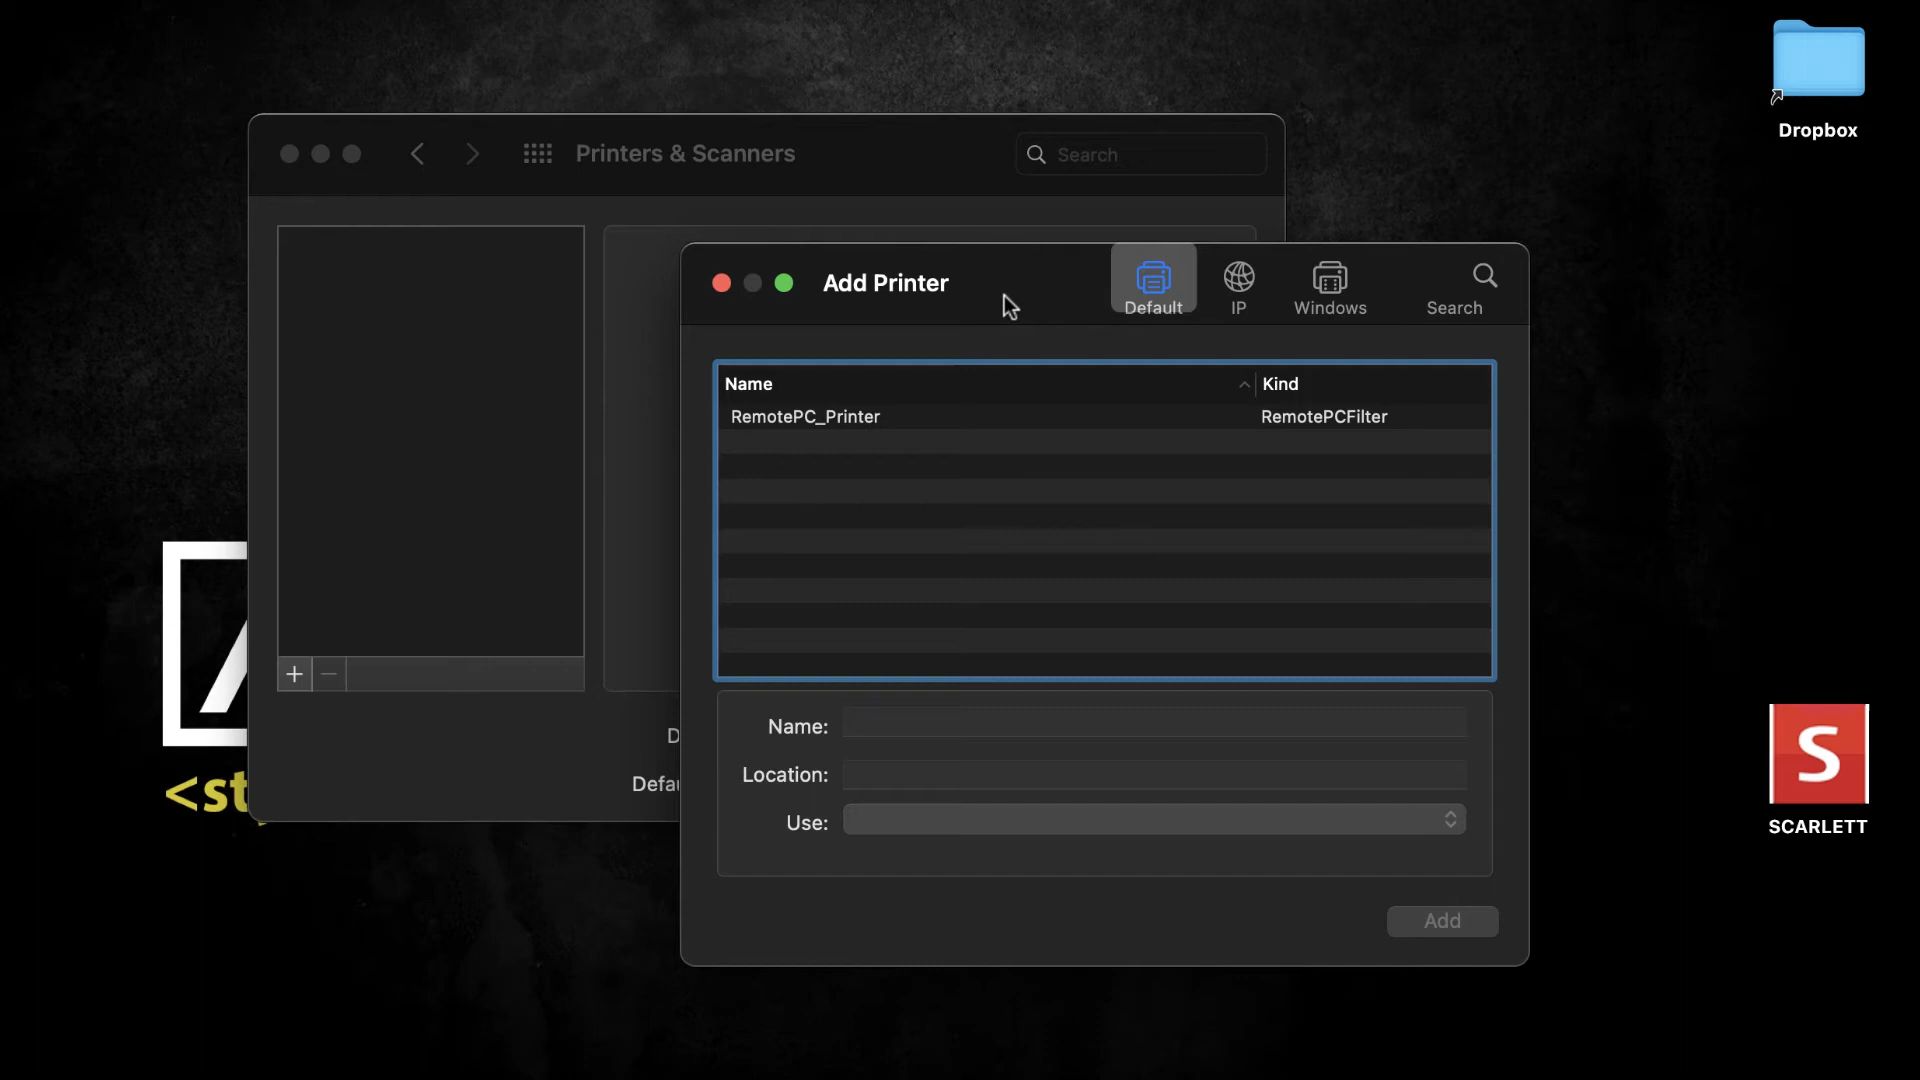 Dropbox
Printers & Scanners
Search
Add Printer
Default
IP
Windows
Search
Name
Kind
RemotePC_Printer
RemotePCFilter
Name:
Location:
Use:
Add
<st
SCARLETT
S